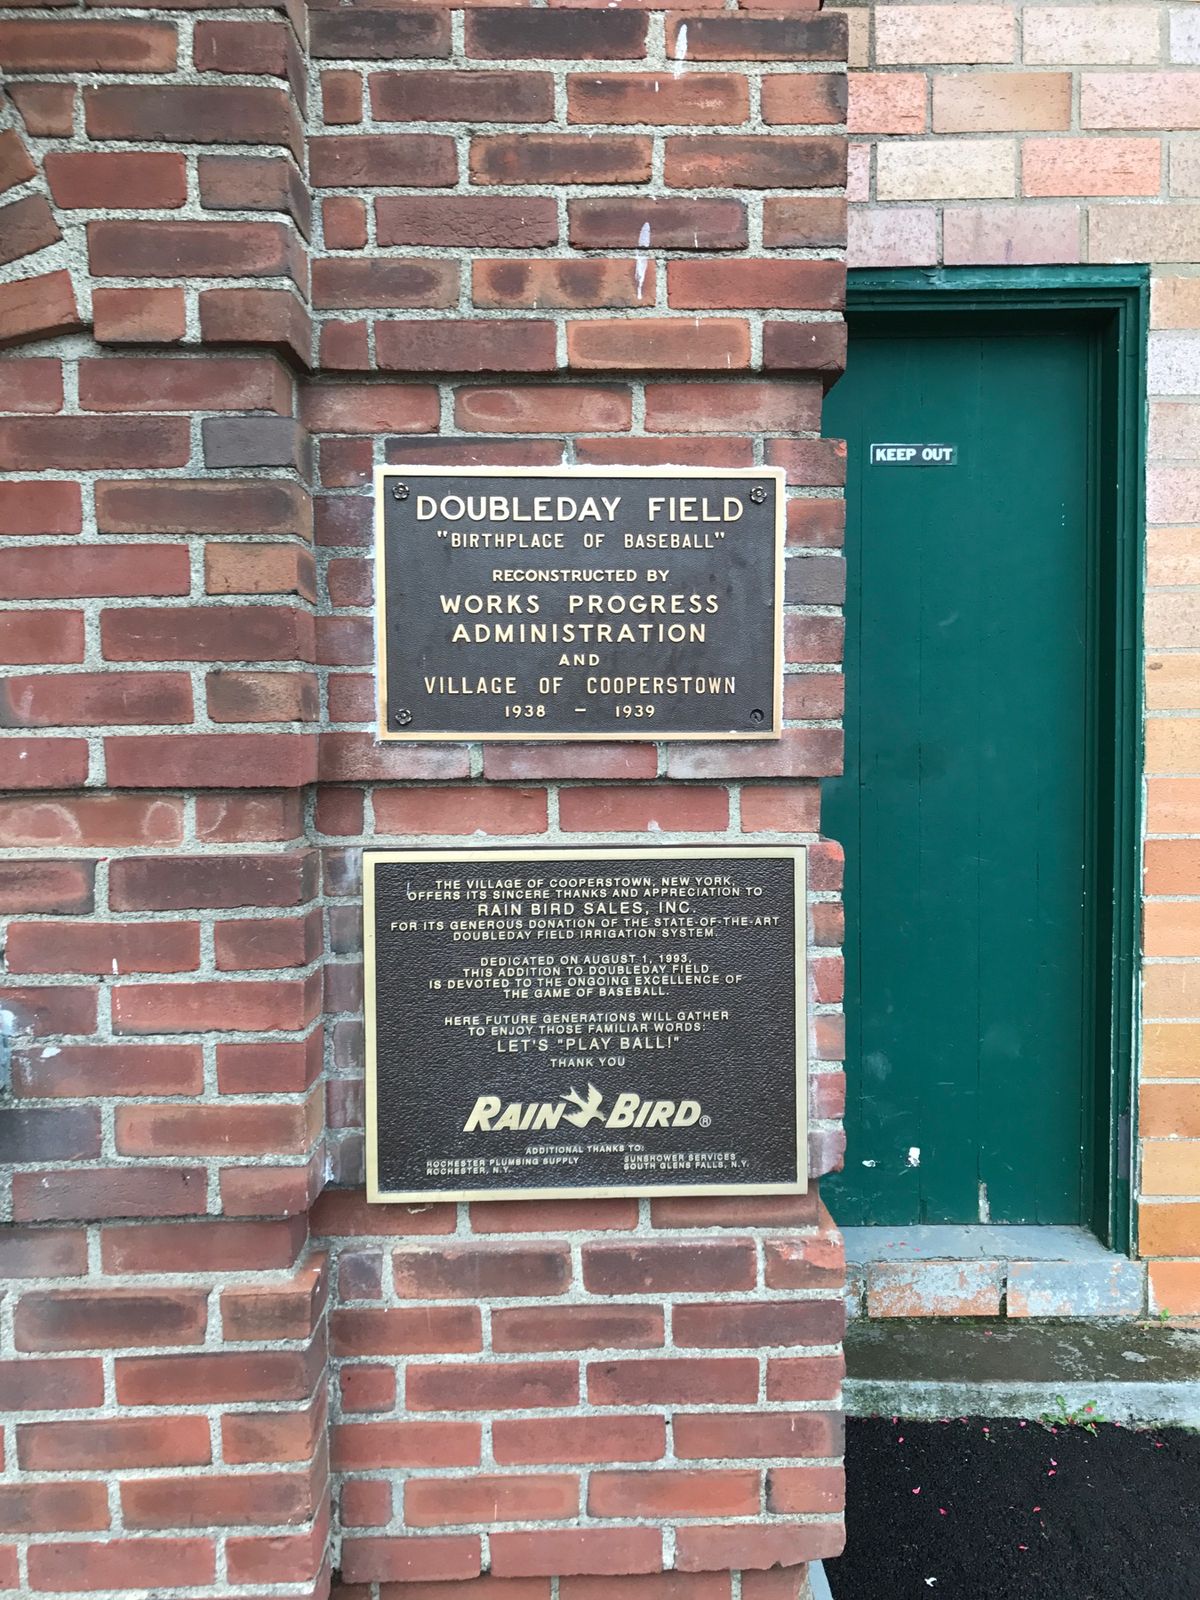 KEEP OUT
DOUBLEDAY FIELD
"BIRTHPLACE OF BASEBALL"
RECONSTRUCTED BY
WORKS PROGRESS
ADMINISTRATION
AND
VILLAGE OF COOPERSTOWN
1938 - 1939
THE VILLAGE OF COOPERSTOWN, NEW YORK,
OFFERS ITS SINCERE THANKS AND APPRECIATION TO
RAIN BIRD SALES, INC.
FOR ITS GENEROUS DONATION OF THE STATE-OF-THE-ART
DOUBLEDAY FIELD IRRIGATION SYSTEM.
DEDICATED ON AUGUST 1, 1993,
THIS ADDITION TO DOUBLEDAY FIELD
IS DEVOTED TO THE ONGOING EXCELLENCE OF
THE GAME OF BASEBALL.
HERE FUTURE GENERATIONS WILL GATHER
TO ENJOY THOSE FAMILIAR WORDS:
LET'S "PLAY BALL!"
THANK YOU
RAIN BIRD®
ADDITIONAL THANKS TO:
ROCHESTER PLUMBING SUPPLY
ROCHESTER, N.Y.
SUNSHOWER SERVICES
SOUTH GLENS FALLS, N.Y.